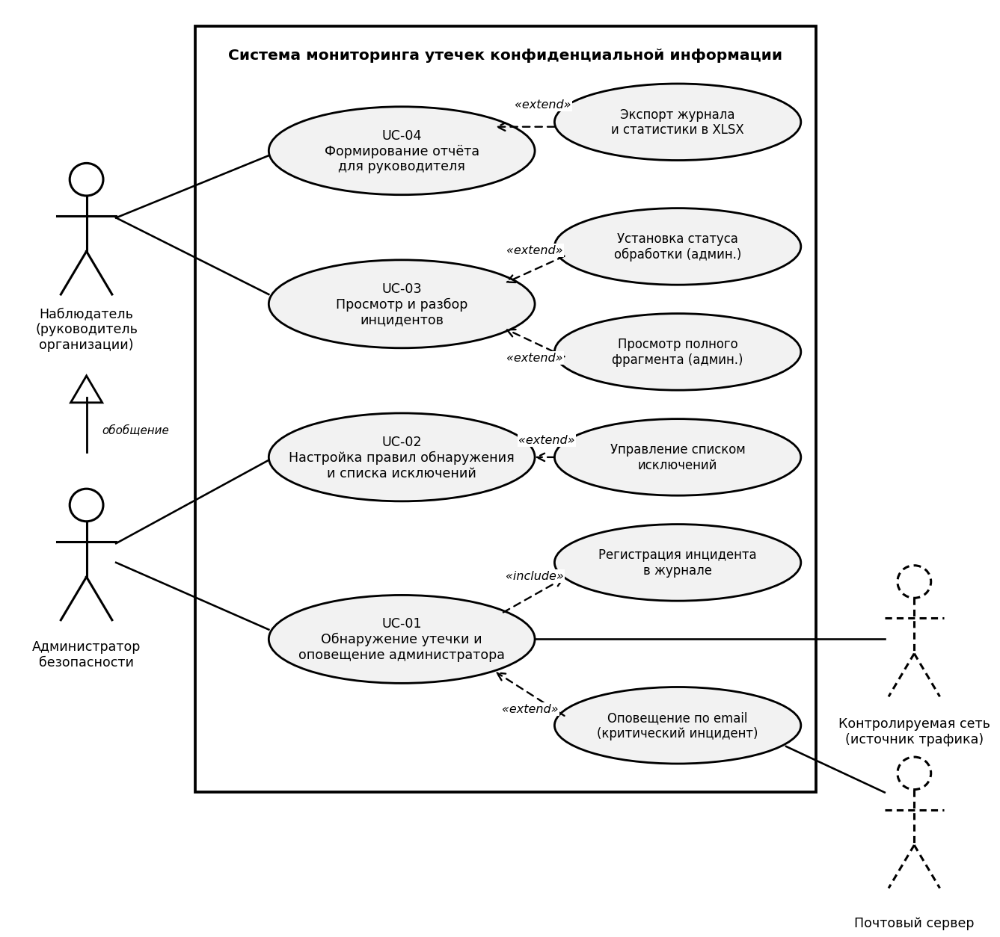 Система мониторинга утечек конфиденциальной информации
«extend»
Экспорт журнала
и статистики в XLSX
UC-04
Формирование отчёта
для руководителя
Установка статуса
обработки (админ.)
«extend»
UC-03
Просмотр и разбор
инцидентов
Наблюдатель
(руководитель
организации)
Просмотр полного
фрагмента (админ.)
«extend»
обобщение
UC-02
Настройка правил обнаружения
и списка исключений
«extend»
Управление списком
исключений
Регистрация инцидента
в журнале
«include»
UC-01
Обнаружение утечки и
оповещение администратора
Администратор
безопасности
«extend»
Оповещение по email
(критический инцидент)
Контролируемая сеть
(источник трафика)
Почтовый сервер